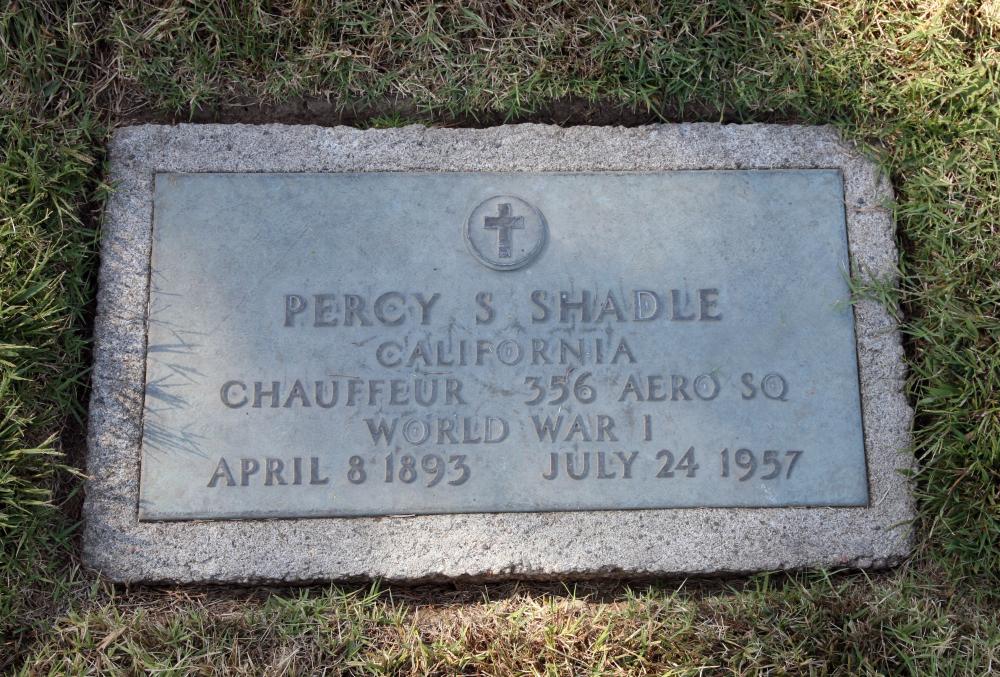 PERCY S SHADLE
CALIFORNIA
CHAUFFEUR 356 AERO SQ
WORLD WAR I
APRIL 8 1893 JULY 24 1957